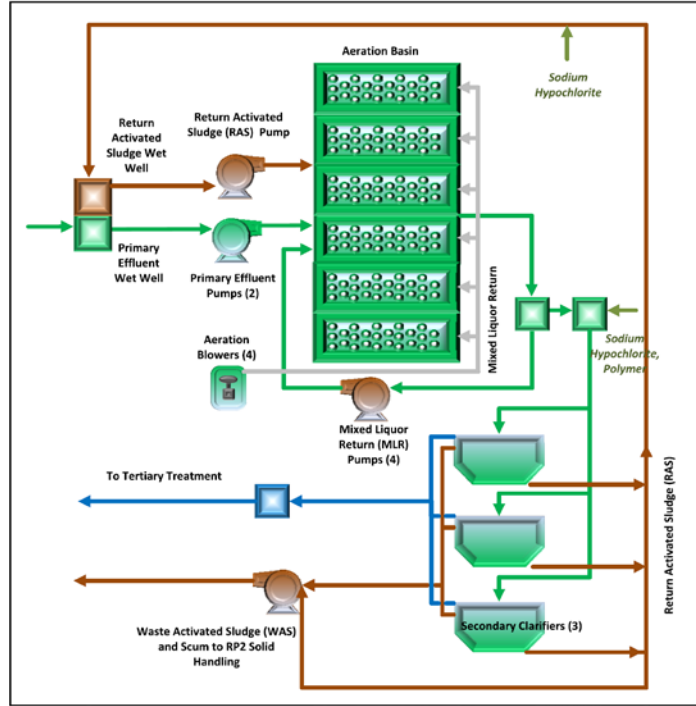 Aeration Basin
Sodium
Hypochlorite
Return Activated
Sludge (RAS)  Pump
Return
Activated
Sludge Wet
Well
Primary
Effluent
Wet Well
Primary Effluent
Pumps (2)
Mixed Liquor Return
Aeration
Blowers (4)
Sodium
Hypochlorite,
Polymer
Mixed Liquor
Return (MLR)
Pumps (4)
To Tertiary Treatment
Return Activated Sludge (RAS)
Secondary Clarifiers (3)
Waste Activated Sludge (WAS)
and Scum to RP2 Solid
Handling